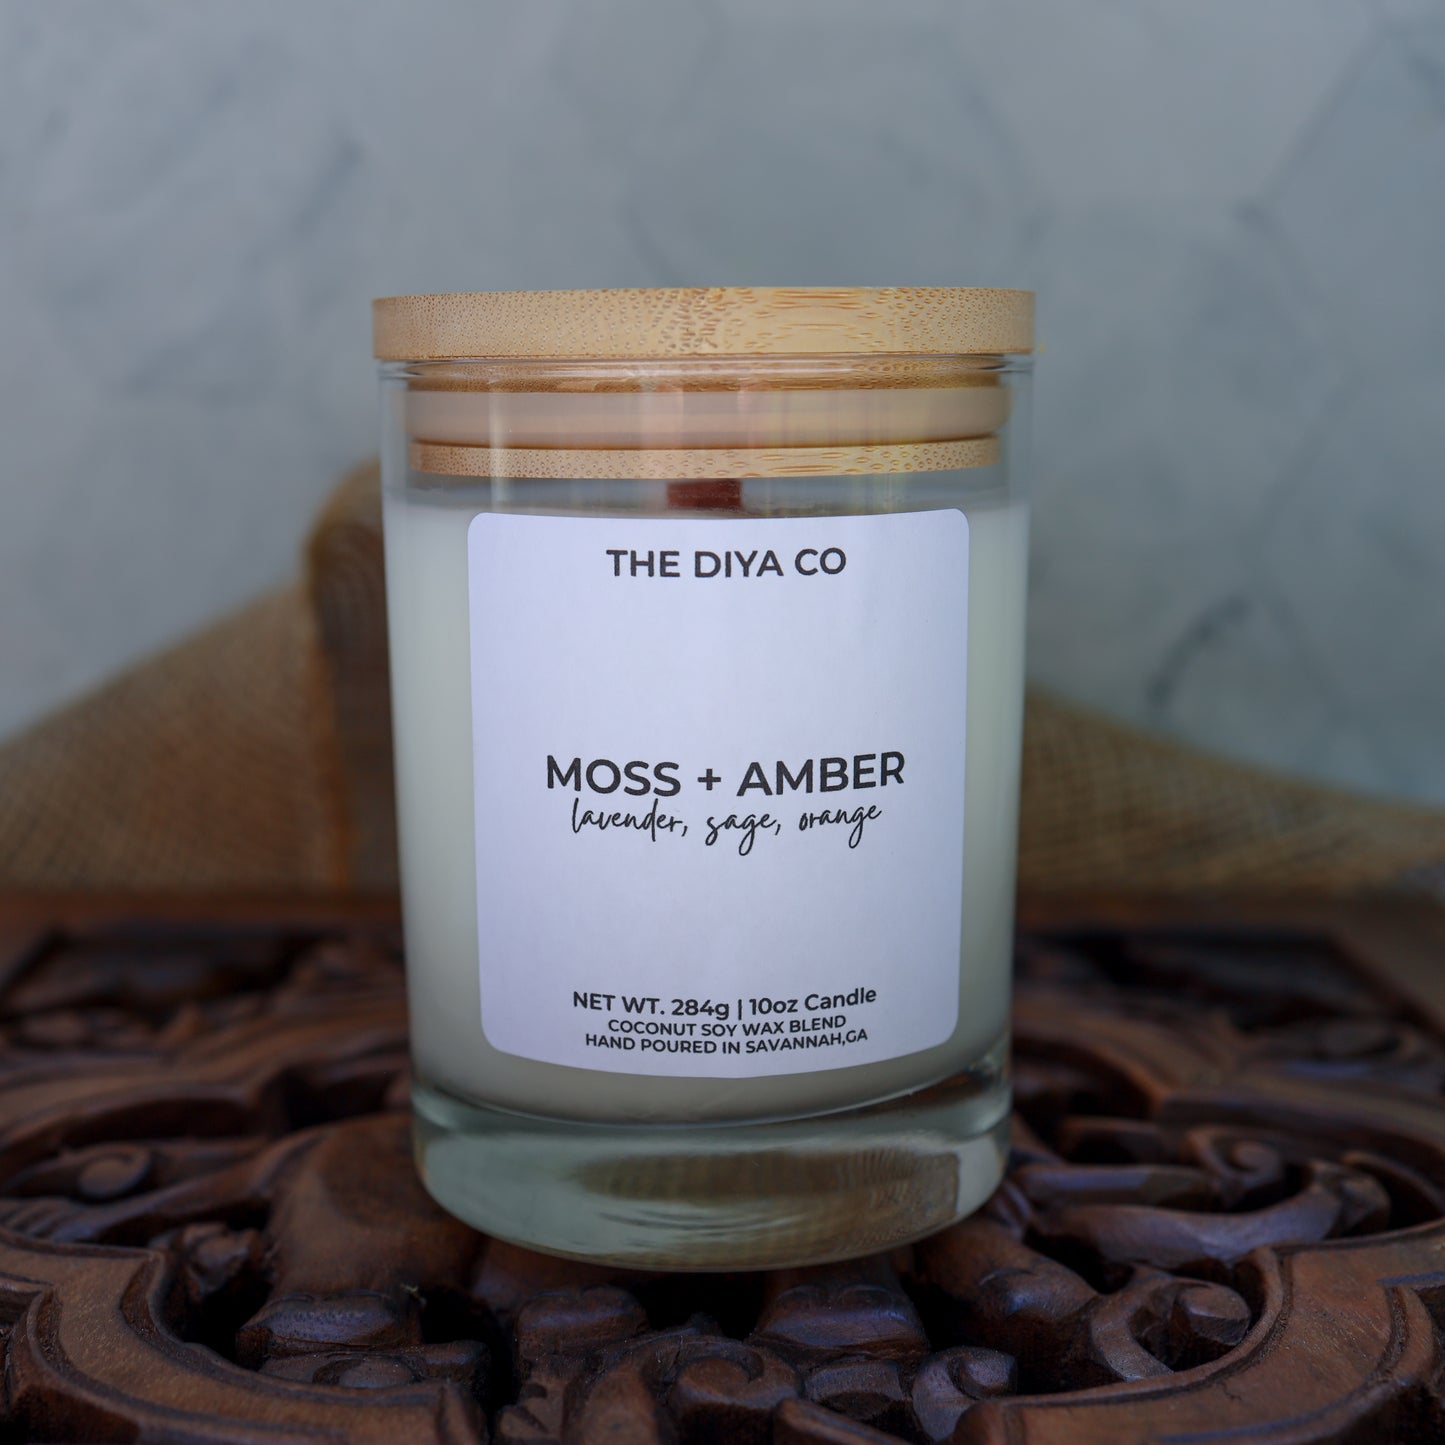 THE DIYA CO
MOSS + AMBER
lavender, sage, orange
NET WT. 284g | 10oz Candle
COCONUT SOY WAX BLEND
HAND POURED IN SAVANNAH,GA